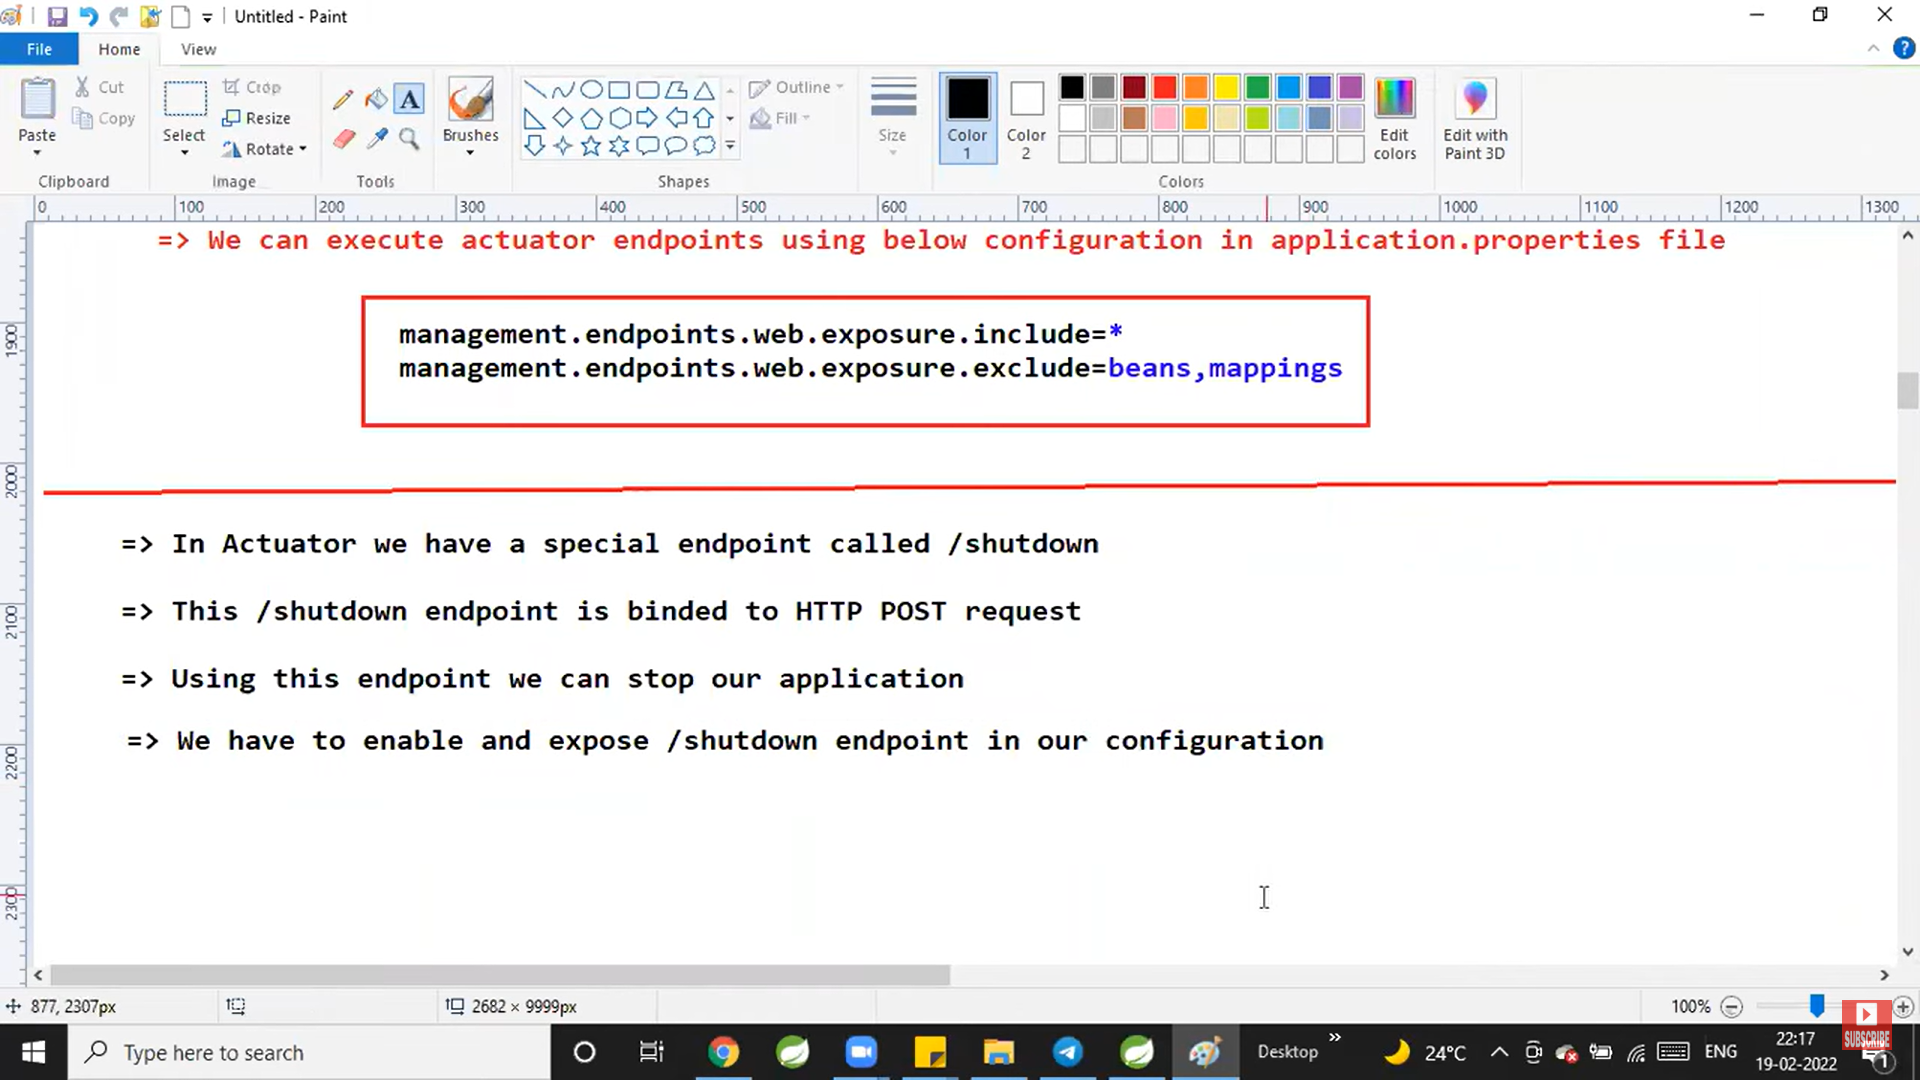 Untitled - Paint
File Home View
Paste
Cut
Copy
Clipboard
Select
Crop
Resize
Rotate
Image
A
Tools
Brushes
Outline
Fill
Shapes
Size
Color
1
Color
2
Edit
colors
Colors
Edit with
Paint 3D
0 100 200 300 400 500 600 700 800 900 1000 1100 1200 1300
1900
2000
2100
2200
2300
=> We can execute actuator endpoints using below configuration in application.properties file
management.endpoints.web.exposure.include=*
management.endpoints.web.exposure.exclude=beans,mappings
=> In Actuator we have a special endpoint called /shutdown
=> This /shutdown endpoint is binded to HTTP POST request
=> Using this endpoint we can stop our application
=> We have to enable and expose /shutdown endpoint in our configuration
877, 2307px
2682 × 9999px
100%
SUBSCRIBE
Type here to search
Desktop
24°C
ENG
22:17
19-02-2022
1